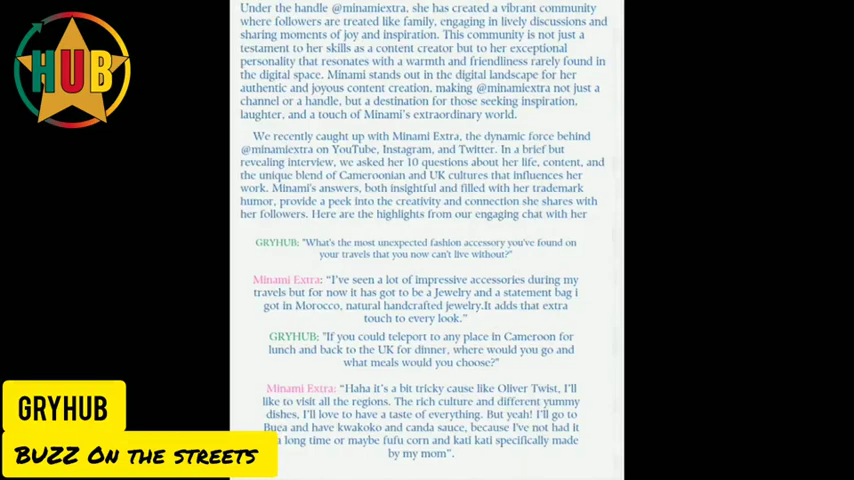 HUB
Under the handle @minamiextra, she has created a vibrant community
where followers are treated like family, engaging in lively discussions and
sharing moments of joy and inspiration. This community is not just a
testament to her skills as a content creator but to her exceptional
personality that resonates with a warmth and friendliness rarely found in
the digital space. Minami stands out in the digital landscape for her
authentic and joyous content creation, making @minamiextra not just a
channel or a handle, but a destination for those seeking inspiration,
laughter, and a touch of Minami's extraordinary world.
We recently caught up with Minami Extra, the dynamic force behind
@minamiextra on YouTube, Instagram, and Twitter. In a brief but
revealing interview, we asked her 10 questions about her life, content, and
the unique blend of Cameroonian and UK cultures that influences her
work. Minami's answers, both insightful and filled with her trademark
humor, provide a peek into the creativity and connection she shares with
her followers. Here are the highlights from our engaging chat with her
GRYHUB: "What's the most unexpected fashion accessory you've found on
your travels that you now can't live without?"
Minami Extra: “I've seen a lot of impressive accessories during my
travels but for now it has got to be a Jewelry and a statement bag i
got in Morocco, natural handcrafted jewelry.It adds that extra
touch to every look.”
GRYHUB: "If you could teleport to any place in Cameroon for
lunch and back to the UK for dinner, where would you go and
what meals would you choose?"
Minami Extra: “Haha it's a bit tricky cause like Oliver Twist, I'll
like to visit all the regions. The rich culture and different yummy
dishes, I'll love to have a taste of everything. But yeah! I'll go to
Buea and have kwakoko and canda sauce, because I've not had it
a long time or maybe fufu corn and kati kati specifically made
by my mom”.
GRYHUB
BUZZ ON THE STREETS